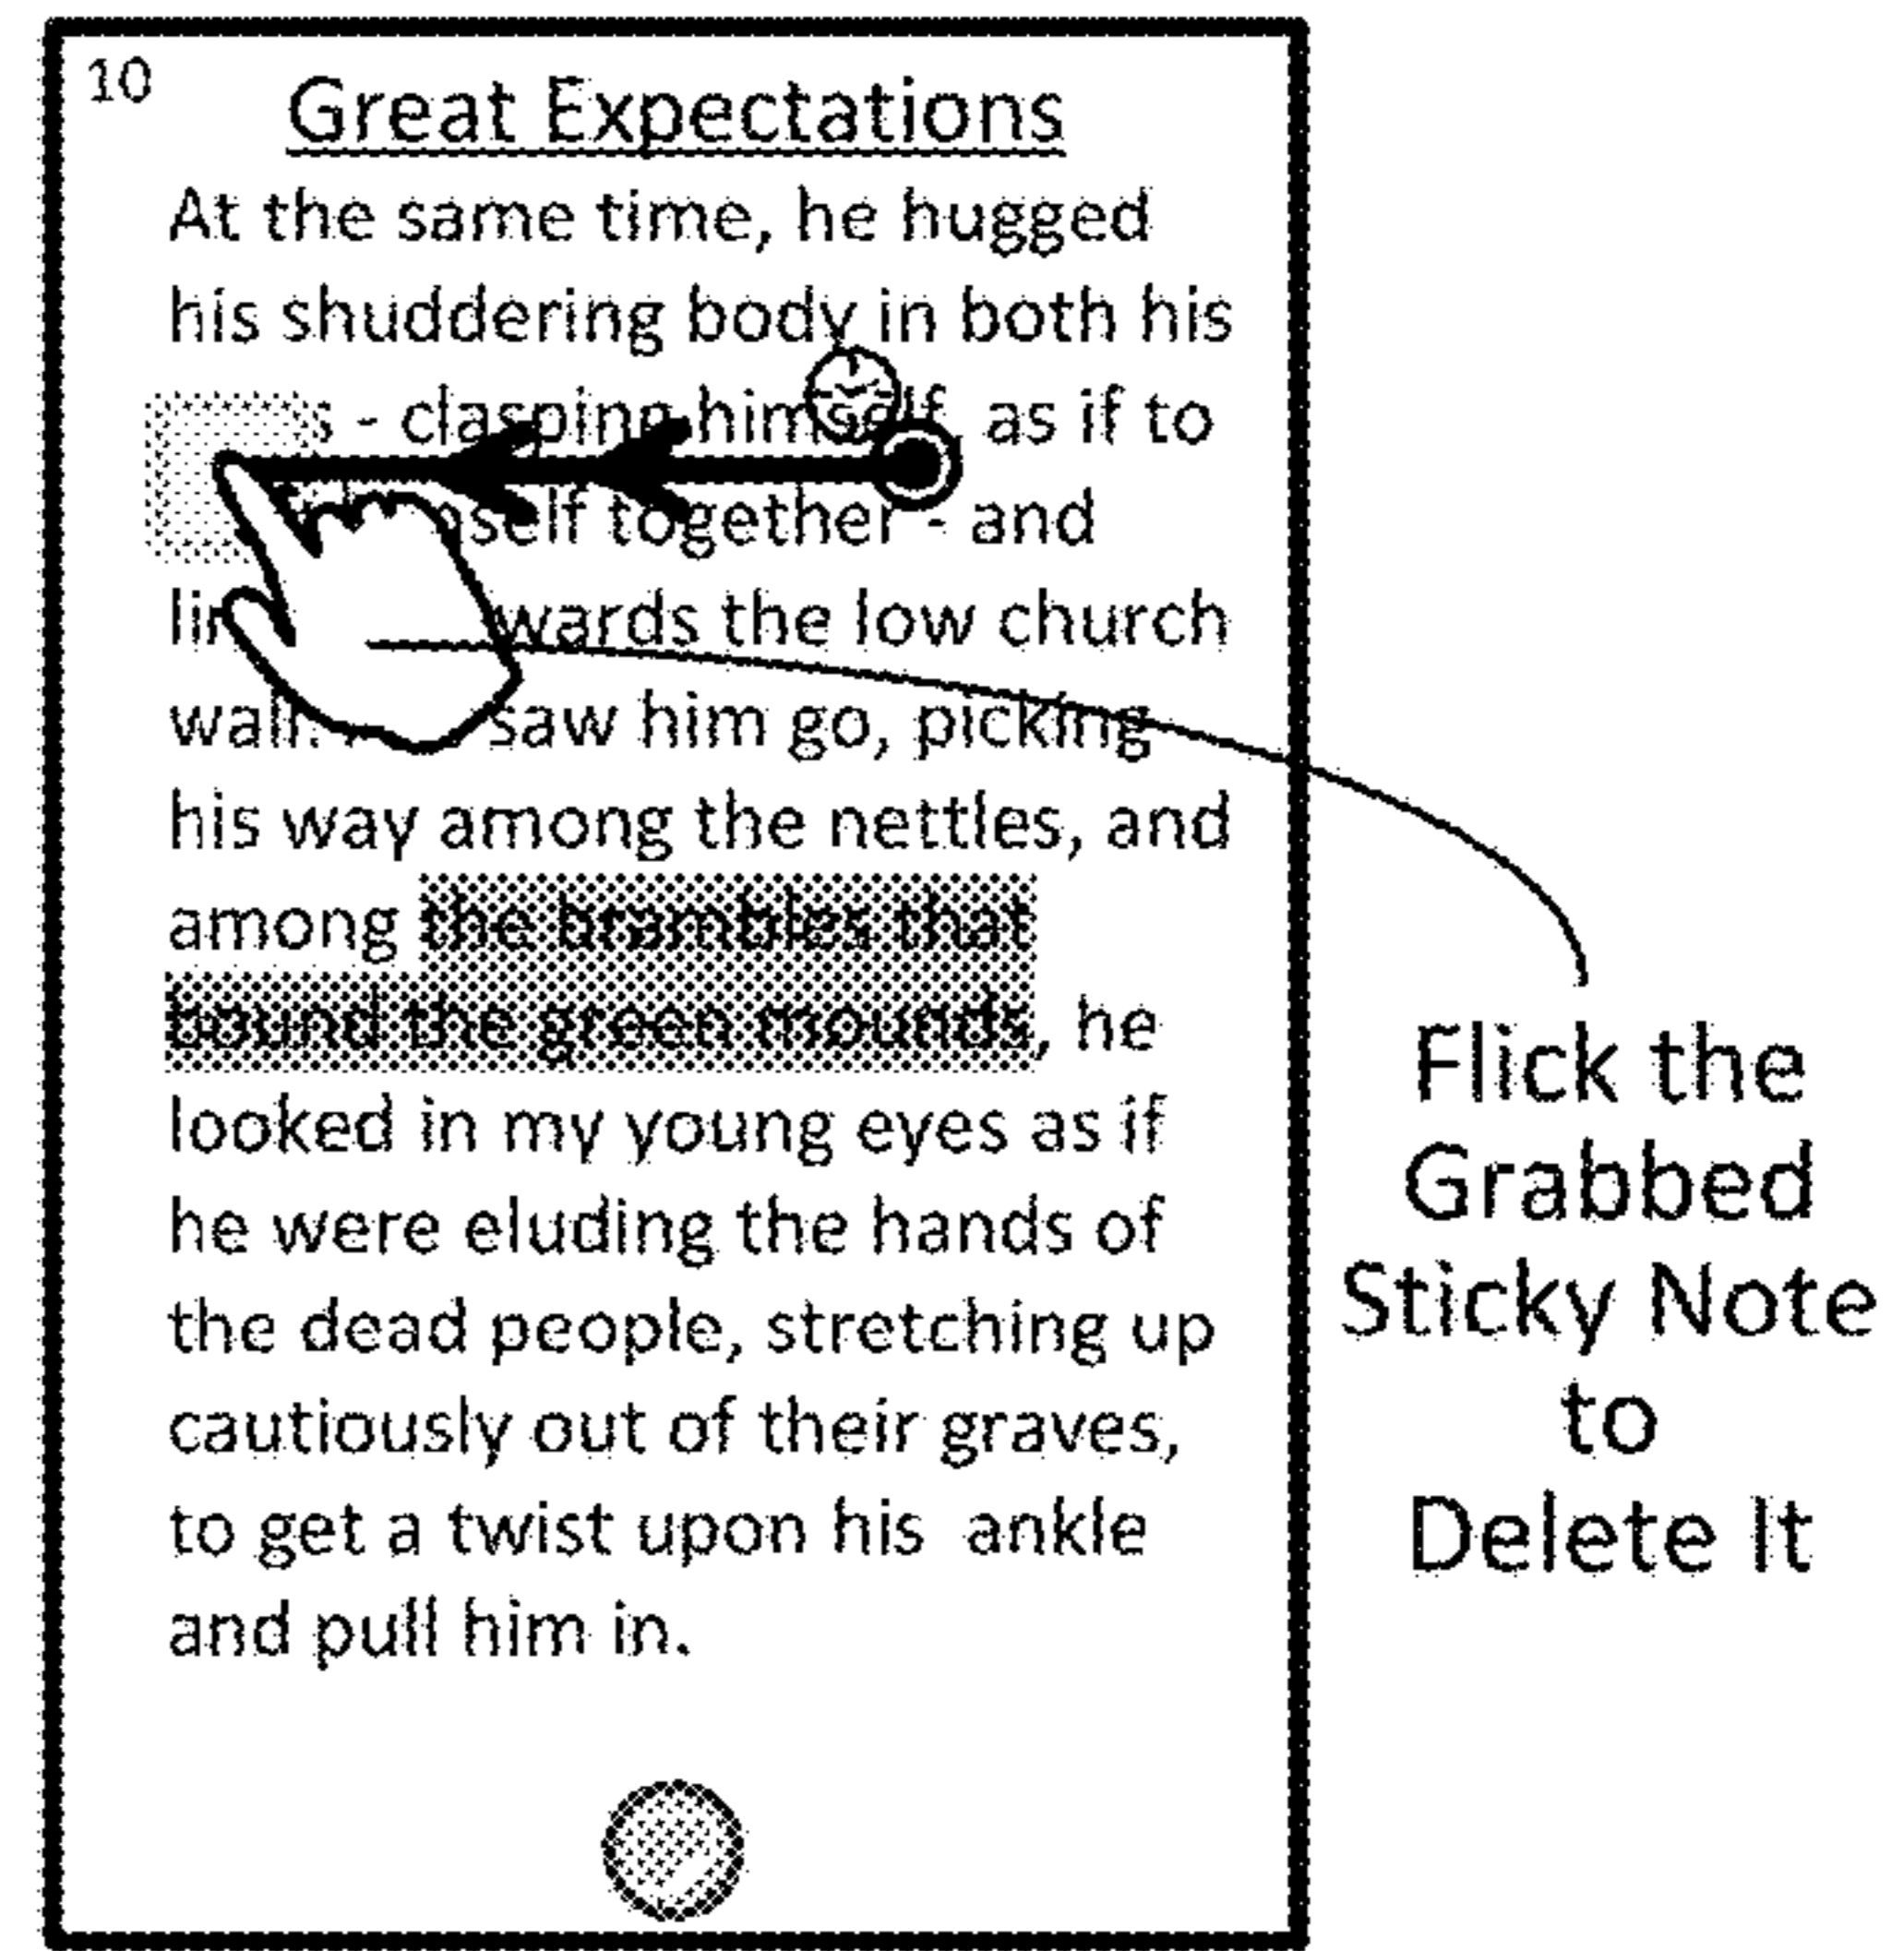 10
Great Expectations
At the same time, he hugged
his shuddering body in both his
s - clasping himself, as if to
self together - and
wards the low church
wall. saw him go, picking
his way among the nettles, and
among the brambles that
bound the green mounds, he
looked in my young eyes as if
he were eluding the hands of
the dead people, stretching up
cautiously out of their graves,
to get a twist upon his ankle
and pull him in.
Flick the
Grabbed
Sticky Note
to
Delete It